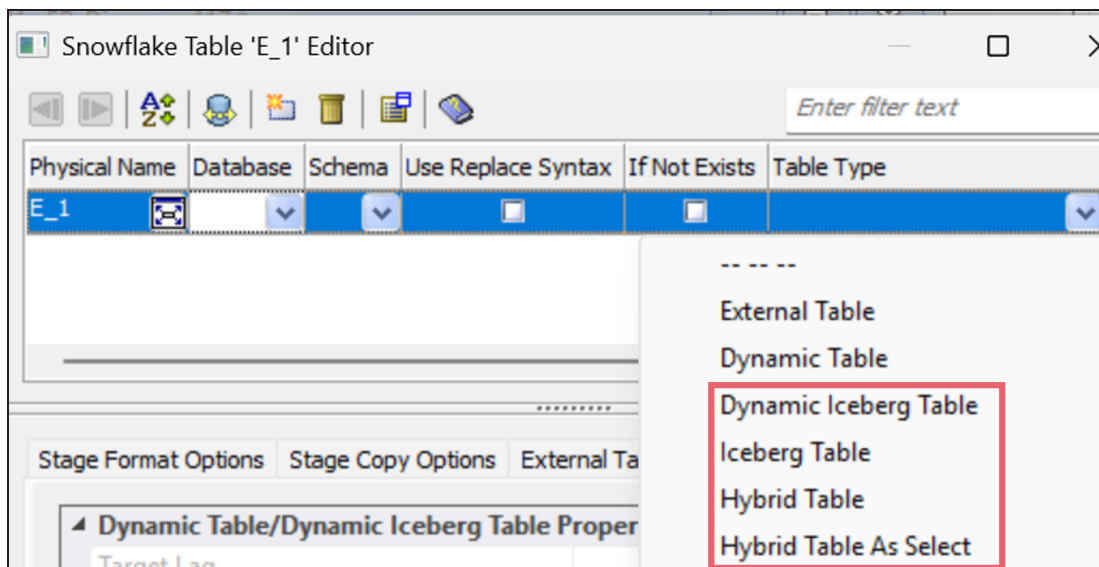 Snowflake Table 'E_1' Editor
Enter filter text
Physical Name Database Schema Use Replace Syntax If Not Exists Table Type
E_1
-- -- --
External Table
Dynamic Table
Dynamic Iceberg Table
Iceberg Table
Hybrid Table
Hybrid Table As Select
Stage Format Options Stage Copy Options External Ta
Dynamic Table/Dynamic Iceberg Table Proper
Target Lag